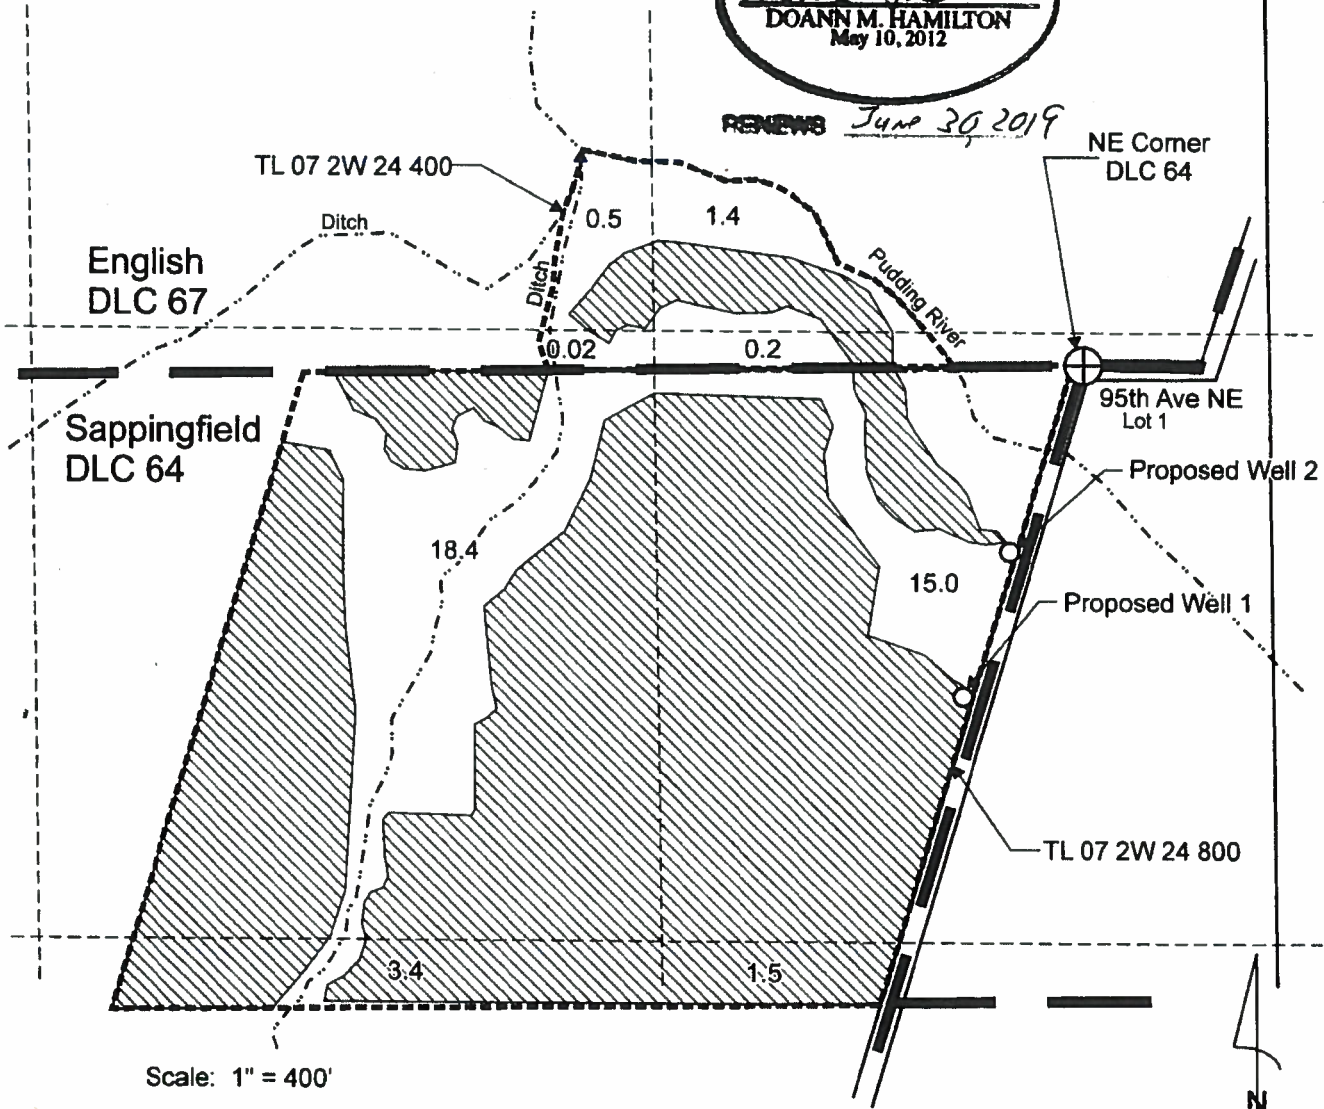 DOANN M. HAMILTON
May 10, 2012
RENEWS June 30, 2019
NE Corner
DLC 64
TL 07 2W 24 400
0.5
1.4
Ditch
English
DLC 67
Ditch
Pudding River
0.02
0.2
95th Ave NE
Lot 1
Sappingfield
DLC 64
Proposed Well 2
18.4
15.0
Proposed Well 1
TL 07 2W 24 800
3.4
1.5
Scale: 1" = 400'
N